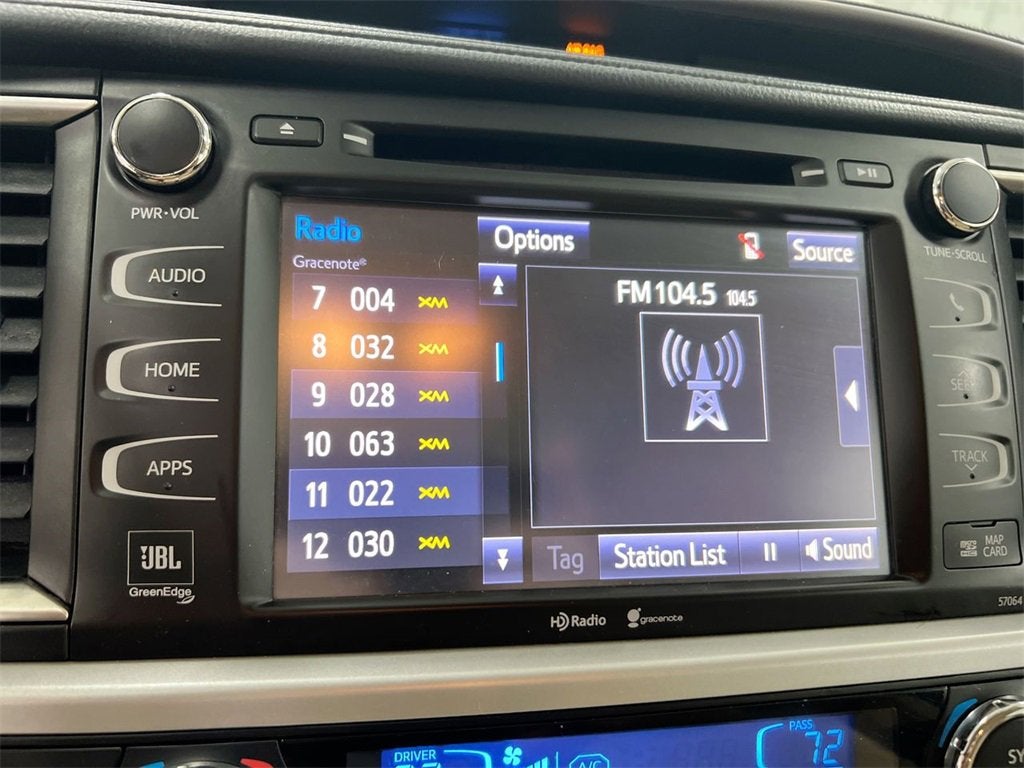 PWR•VOL
AUDIO
HOME
APPS
JBL
GreenEdge
Radio
Gracenote®
Options
Source
7 004 XM
8 032 XM
9 028 XM
10 063 XM
11 022 XM
12 030 XM
FM 104.5 104.5
Tag
Station List
Sound
HD Radio
gracenote
TUNE•SCROLL
SEEK
TRACK
MAP
CARD
57064
DRIVER
A/C
PASS
72
SY